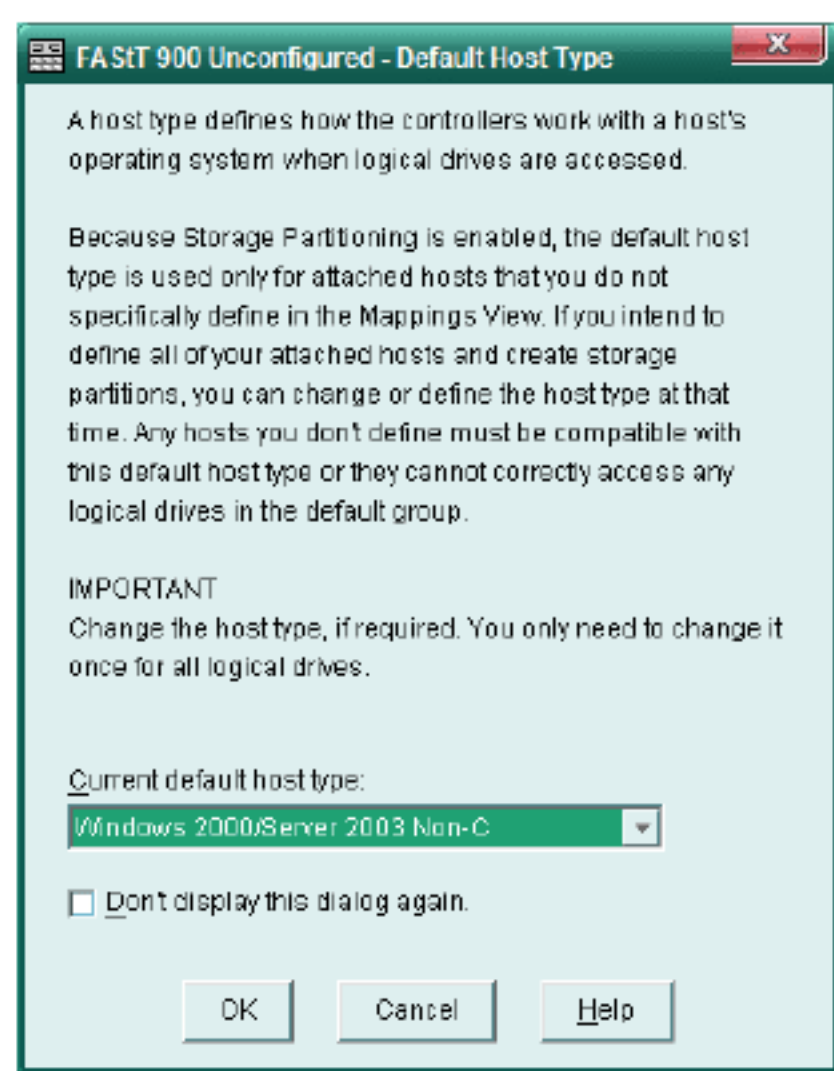 FAStT 900 Unconfigured - Default Host Type
A host type defines how the controllers work with a host's
operating system when logical drives are accessed.
Because Storage Partitioning is enabled, the default host
type is used only for attached hosts that you do not
specifically define in the Mappings View. If you intend to
define all of your attached hosts and create storage
partitions, you can change or define the host type at that
time. Any hosts you don't define must be compatible with
this default host type or they cannot correctly access any
logical drives in the default group.
IMPORTANT
Change the host type, if required. You only need to change it
once for all logical drives.
Current default host type:
Windows 2000/Server 2003 Non-C
Don't display this dialog again.
OK Cancel Help